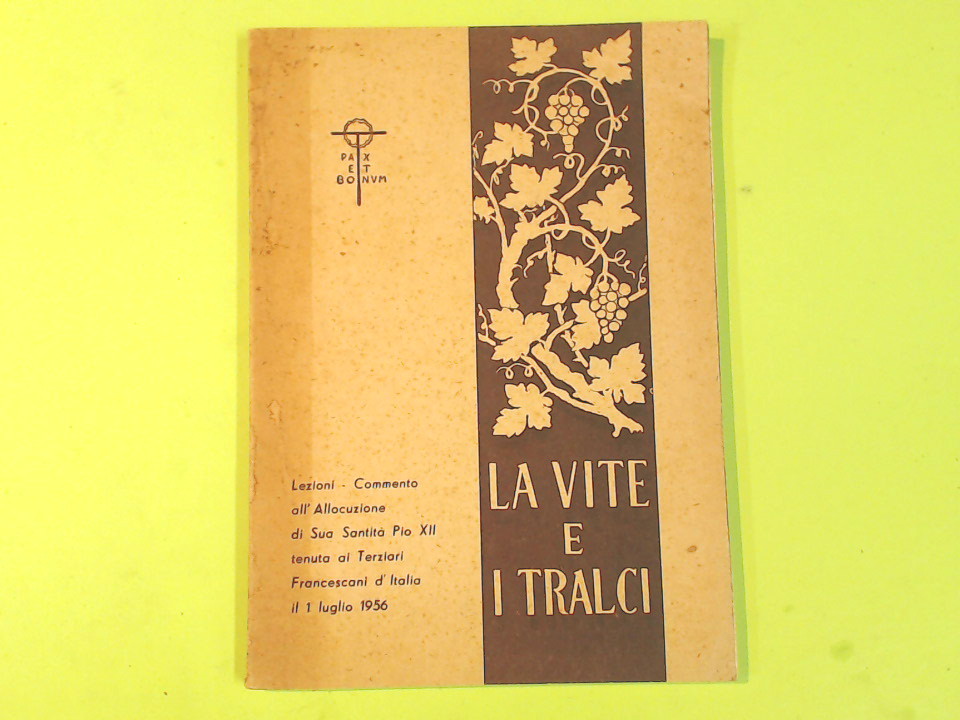 PAX
ET
BONVM
Lezioni - Commento
all' Allocuzione
di Sua Santità Pio XII
tenuta ai Terziari
Francescani d' Italia
il 1 luglio 1956
LA VITE
E
I TRALCI